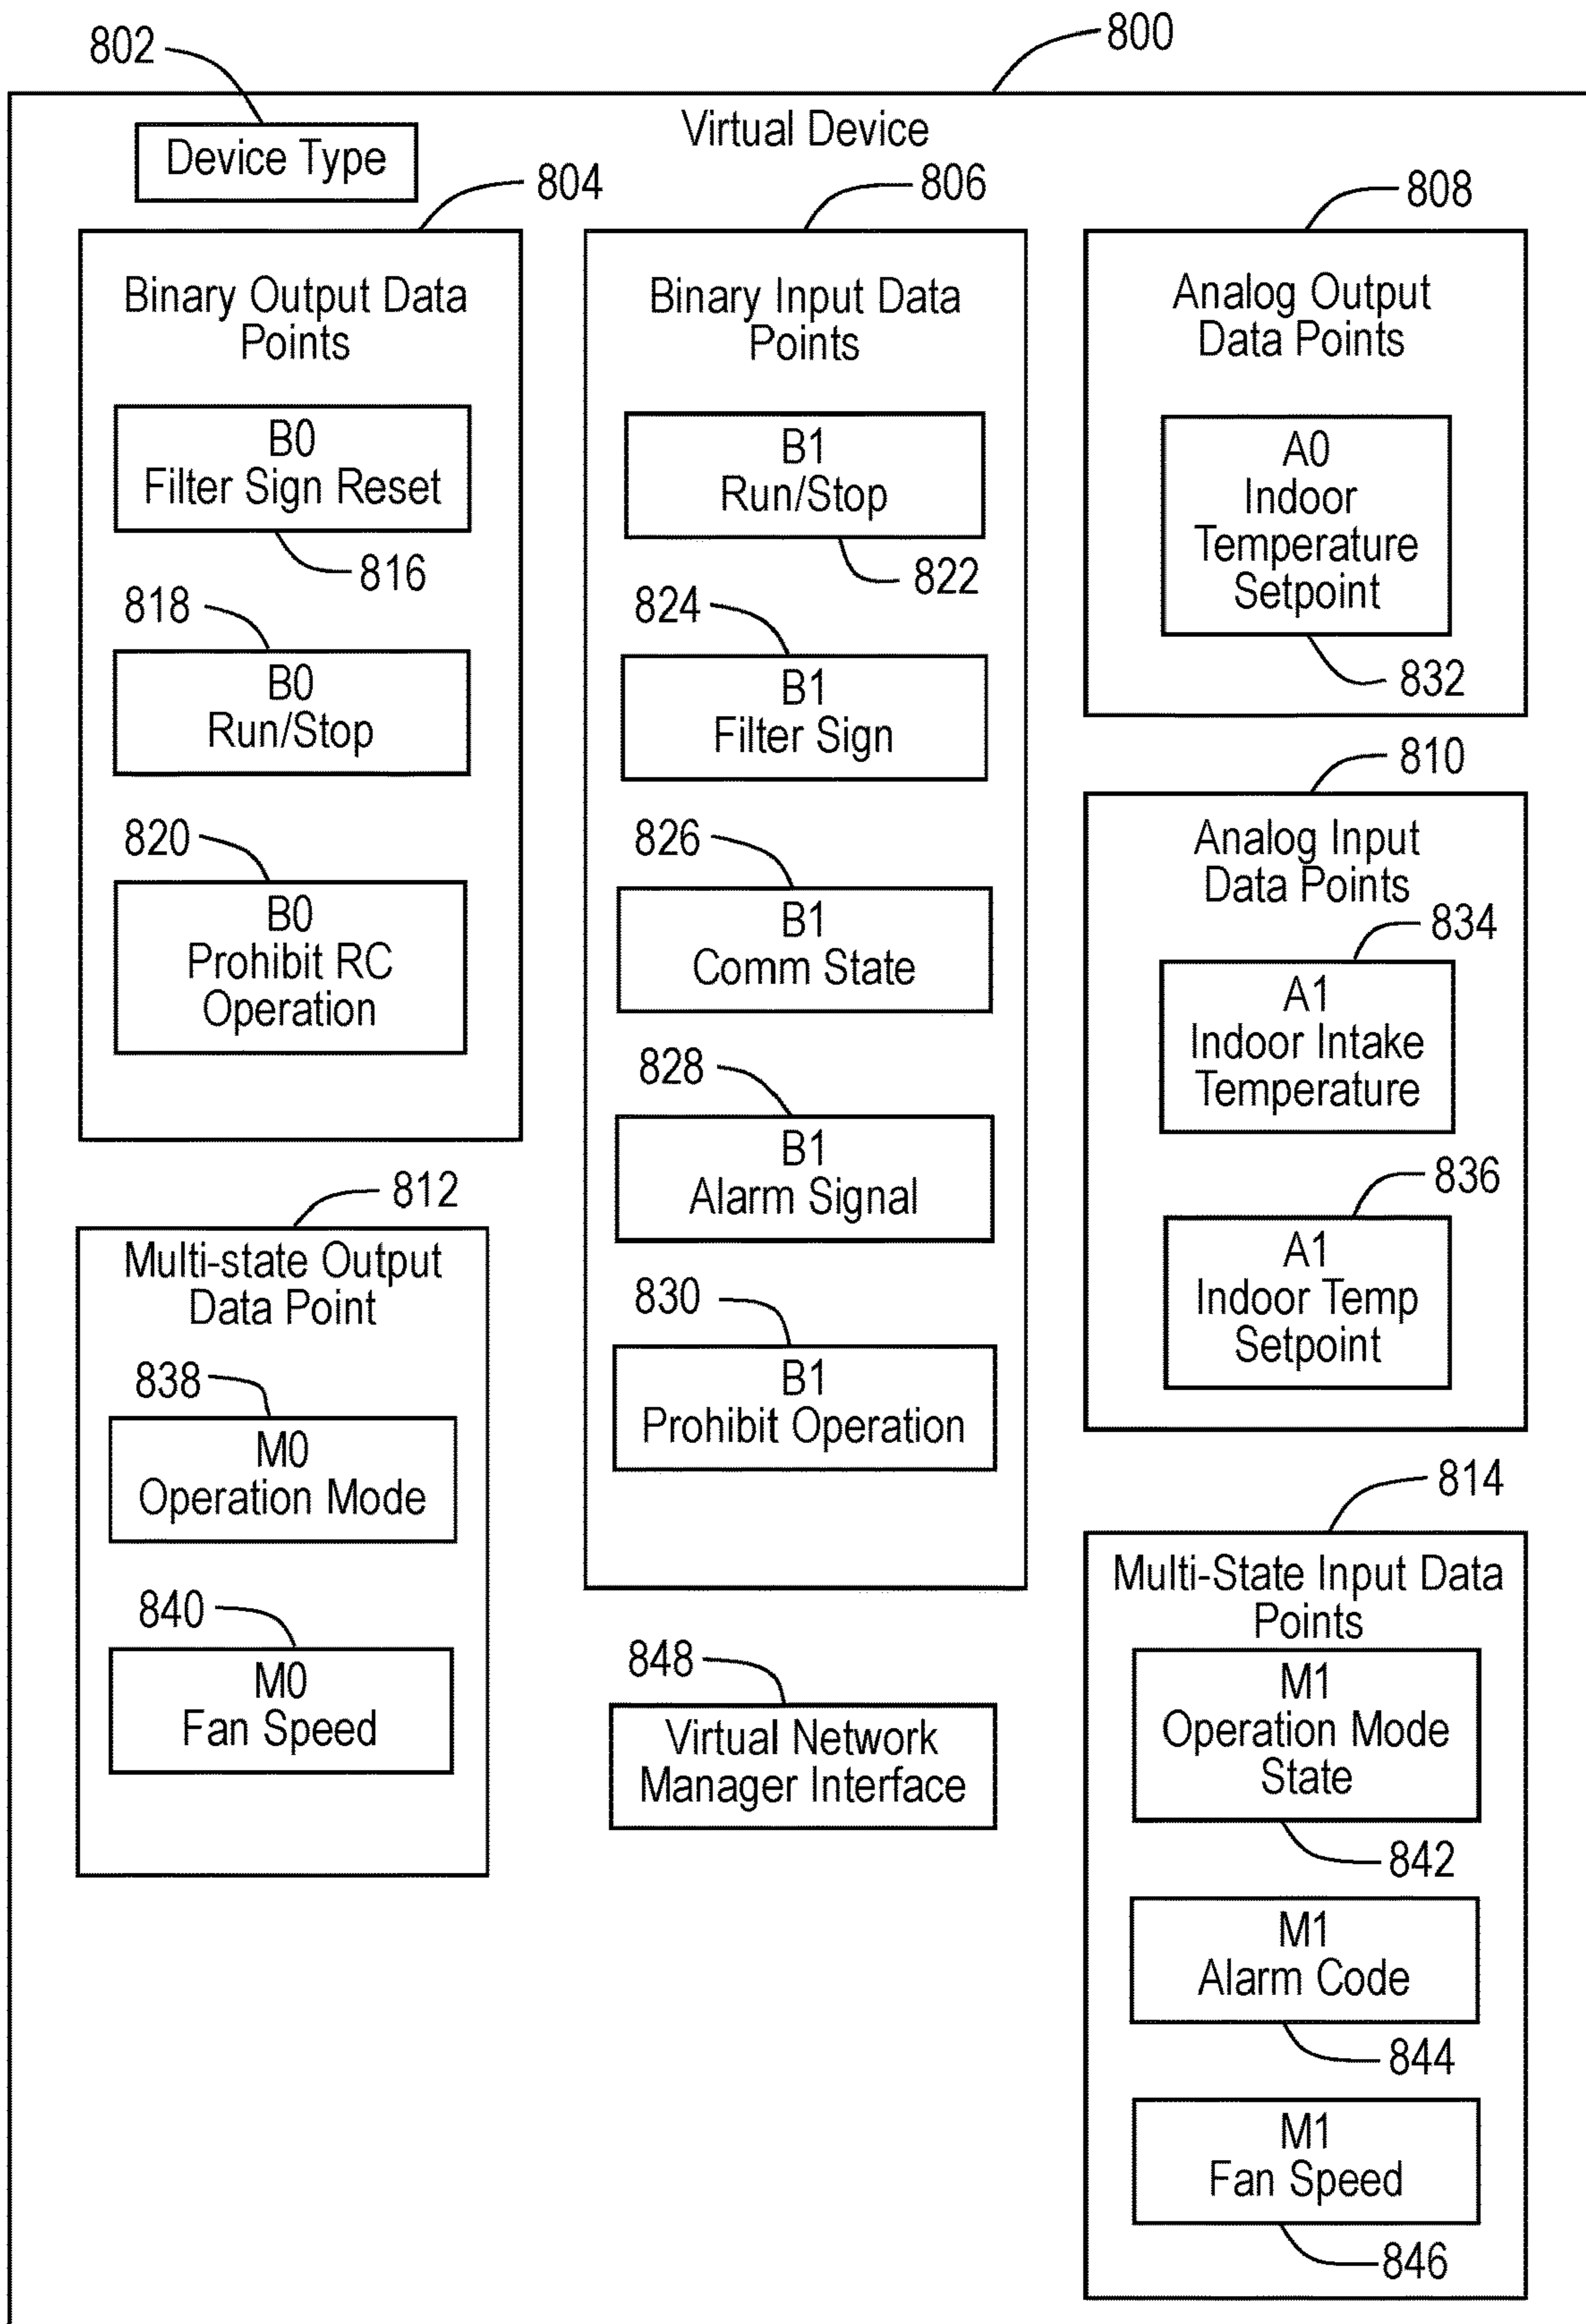 802
800
Virtual Device
Device Type
804
806
808
Binary Output Data
Points
B0
Filter Sign Reset
816
818
B0
Run/Stop
820
B0
Prohibit RC
Operation
Binary Input Data
Points
B1
Run/Stop
822
824
B1
Filter Sign
826
B1
Comm State
828
B1
Alarm Signal
830
B1
Prohibit Operation
Analog Output
Data Points
A0
Indoor
Temperature
Setpoint
832
810
Analog Input
Data Points
834
A1
Indoor Intake
Temperature
836
A1
Indoor Temp
Setpoint
812
Multi-state Output
Data Point
838
M0
Operation Mode
840
M0
Fan Speed
848
Virtual Network
Manager Interface
814
Multi-State Input Data
Points
M1
Operation Mode
State
842
M1
Alarm Code
844
M1
Fan Speed
846